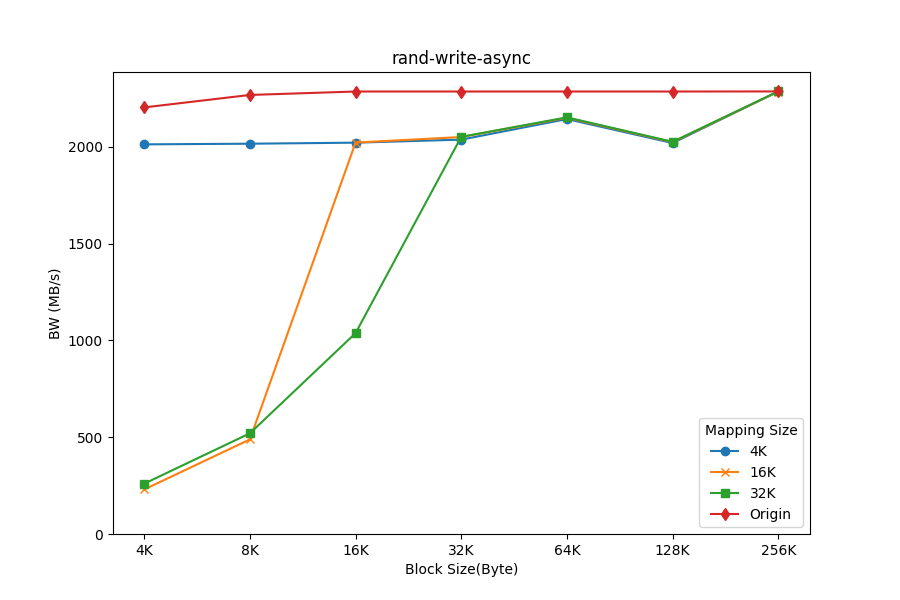 rand-write-async
BW (MB/s)
2000
1500
1000
500
0
4K 8K 16K 32K 64K 128K 256K
Block Size(Byte)
Mapping Size
4K
16K
32K
Origin